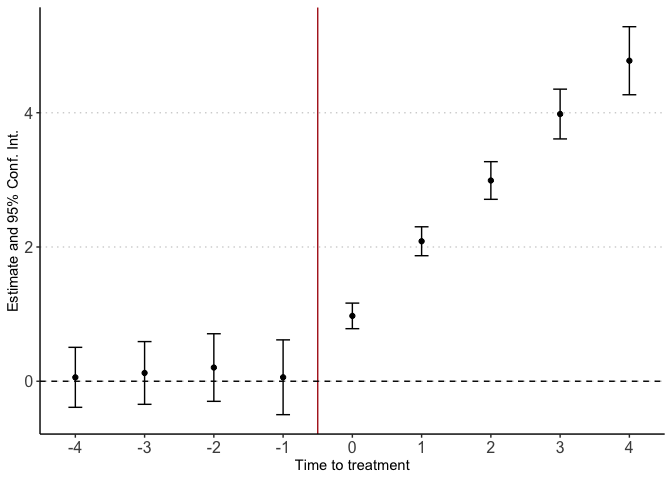 Estimate and 95% Conf. Int.
4
2
0
-4 -3 -2 -1 0 1 2 3 4
Time to treatment